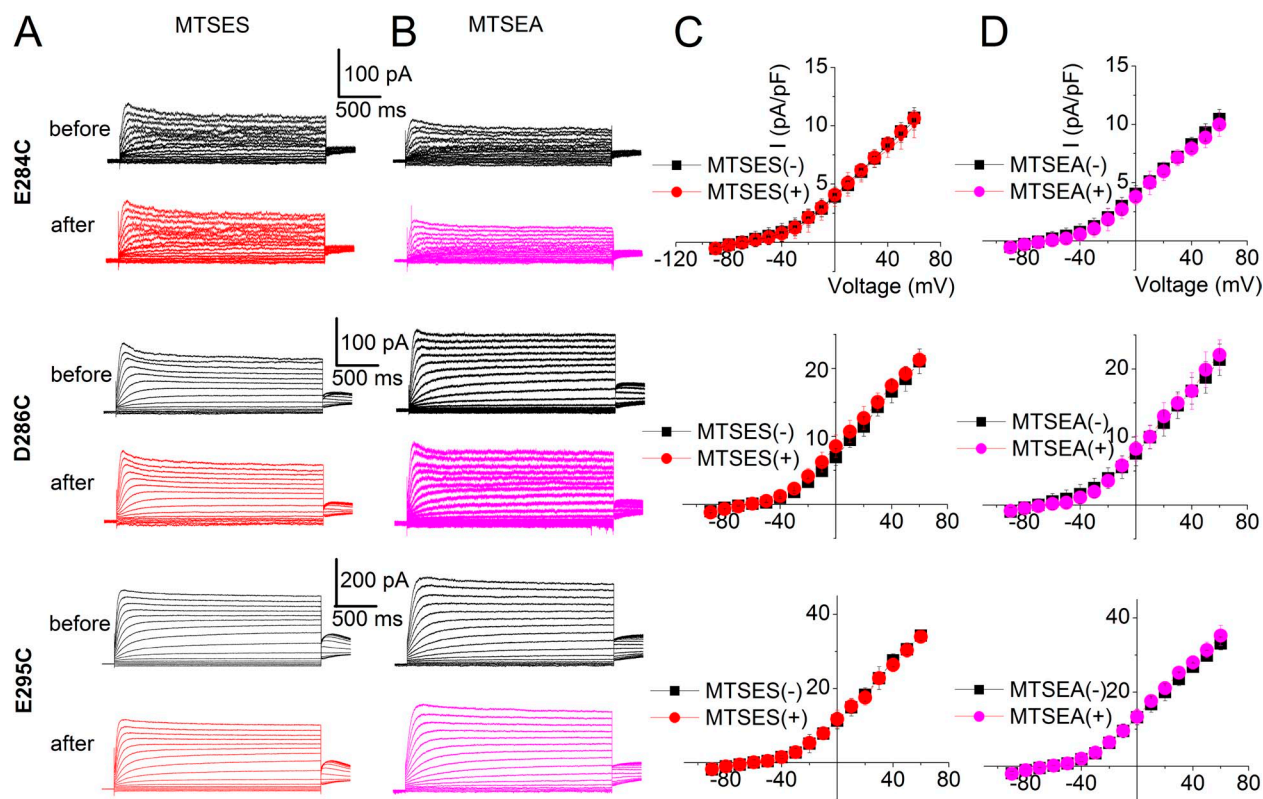 A
MTSES
B
MTSEA
C
D
100 pA
500 ms
E284C
before
after
15
I (pA/pF)
10
5
MTSES(-)
MTSES(+)
-120
-80
-40
40
80
Voltage (mV)
15
I (pA/pF)
10
5
MTSEA(-)
MTSEA(+)
-80
-40
40
80
Voltage (mV)
D286C
before
after
100 pA
500 ms
20
10
MTSES(-)
MTSES(+)
-80
-40
40
80
20
10
MTSEA(-)
MTSEA(+)
-80
-40
40
80
E295C
before
after
200 pA
500 ms
40
20
MTSES(-)
MTSES(+)
-80
-40
40
80
40
20
MTSEA(-)
MTSEA(+)
-80
-40
40
80